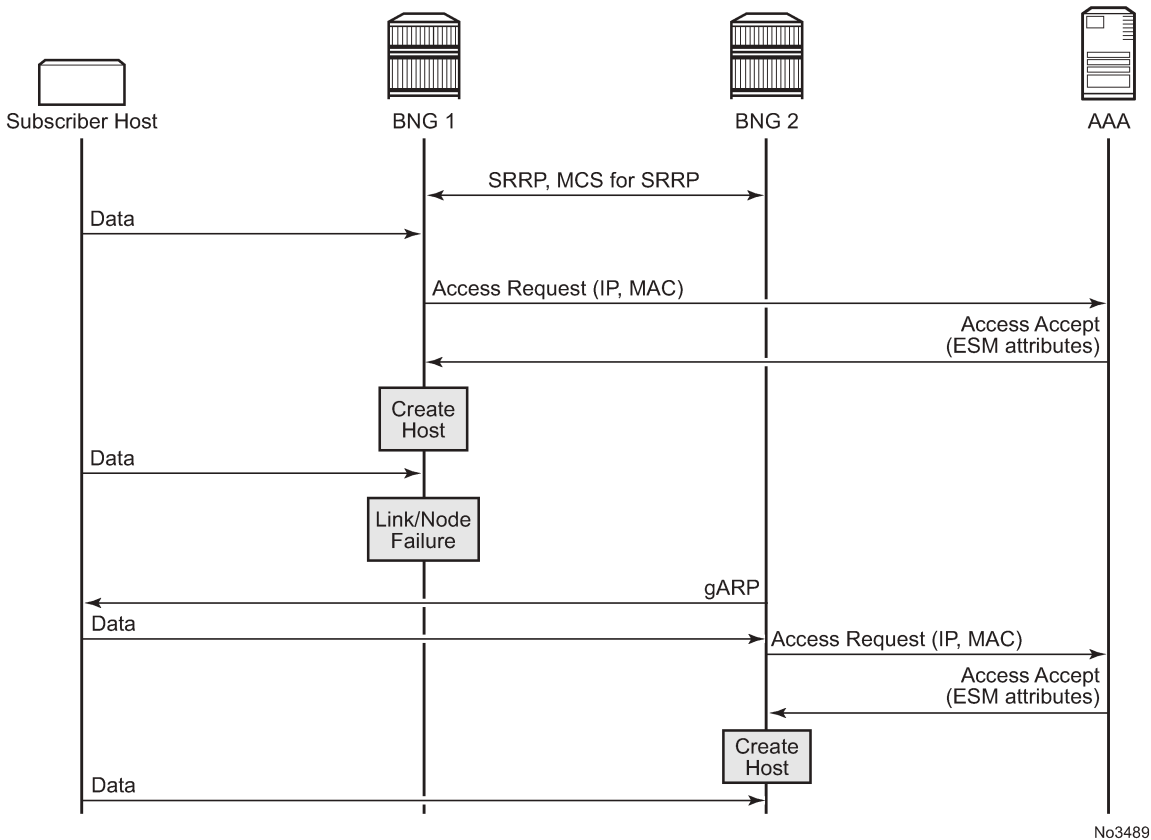 Subscriber Host
BNG 1
BNG 2
AAA
SRRP, MCS for SRRP
Data
Access Request (IP, MAC)
Access Accept
(ESM attributes)
Create
Host
Data
Link/Node
Failure
gARP
Data
Access Request (IP, MAC)
Access Accept
(ESM attributes)
Create
Host
Data
No3489